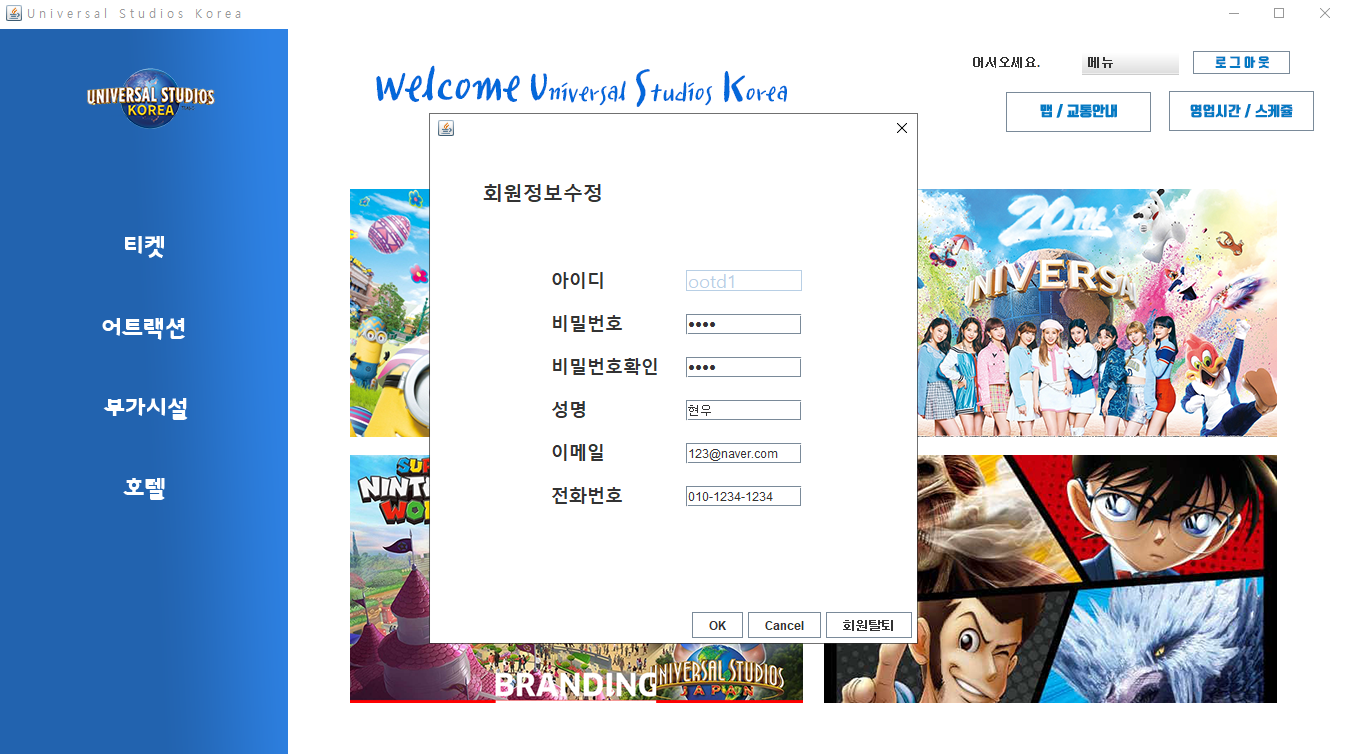 Universal Studios Korea
UNIVERSAL STUDIOS
KOREA
티켓
어트랙션
부가시설
호텔
Welcome Universal Studios Korea
어서오세요.
메뉴
로그아웃
맵 / 교통안내
영업시간 / 스케줄
회원정보수정
아이디 ootd1
비밀번호 ••••
비밀번호확인 ••••
성명 현우
이메일 123@naver.com
전화번호 010-1234-1234
OK Cancel 회원탈퇴
20TH
UNIVERSA
SUP
NINTE
WO
BRANDING
UNIVERSAL STUDIOS
JAPAN